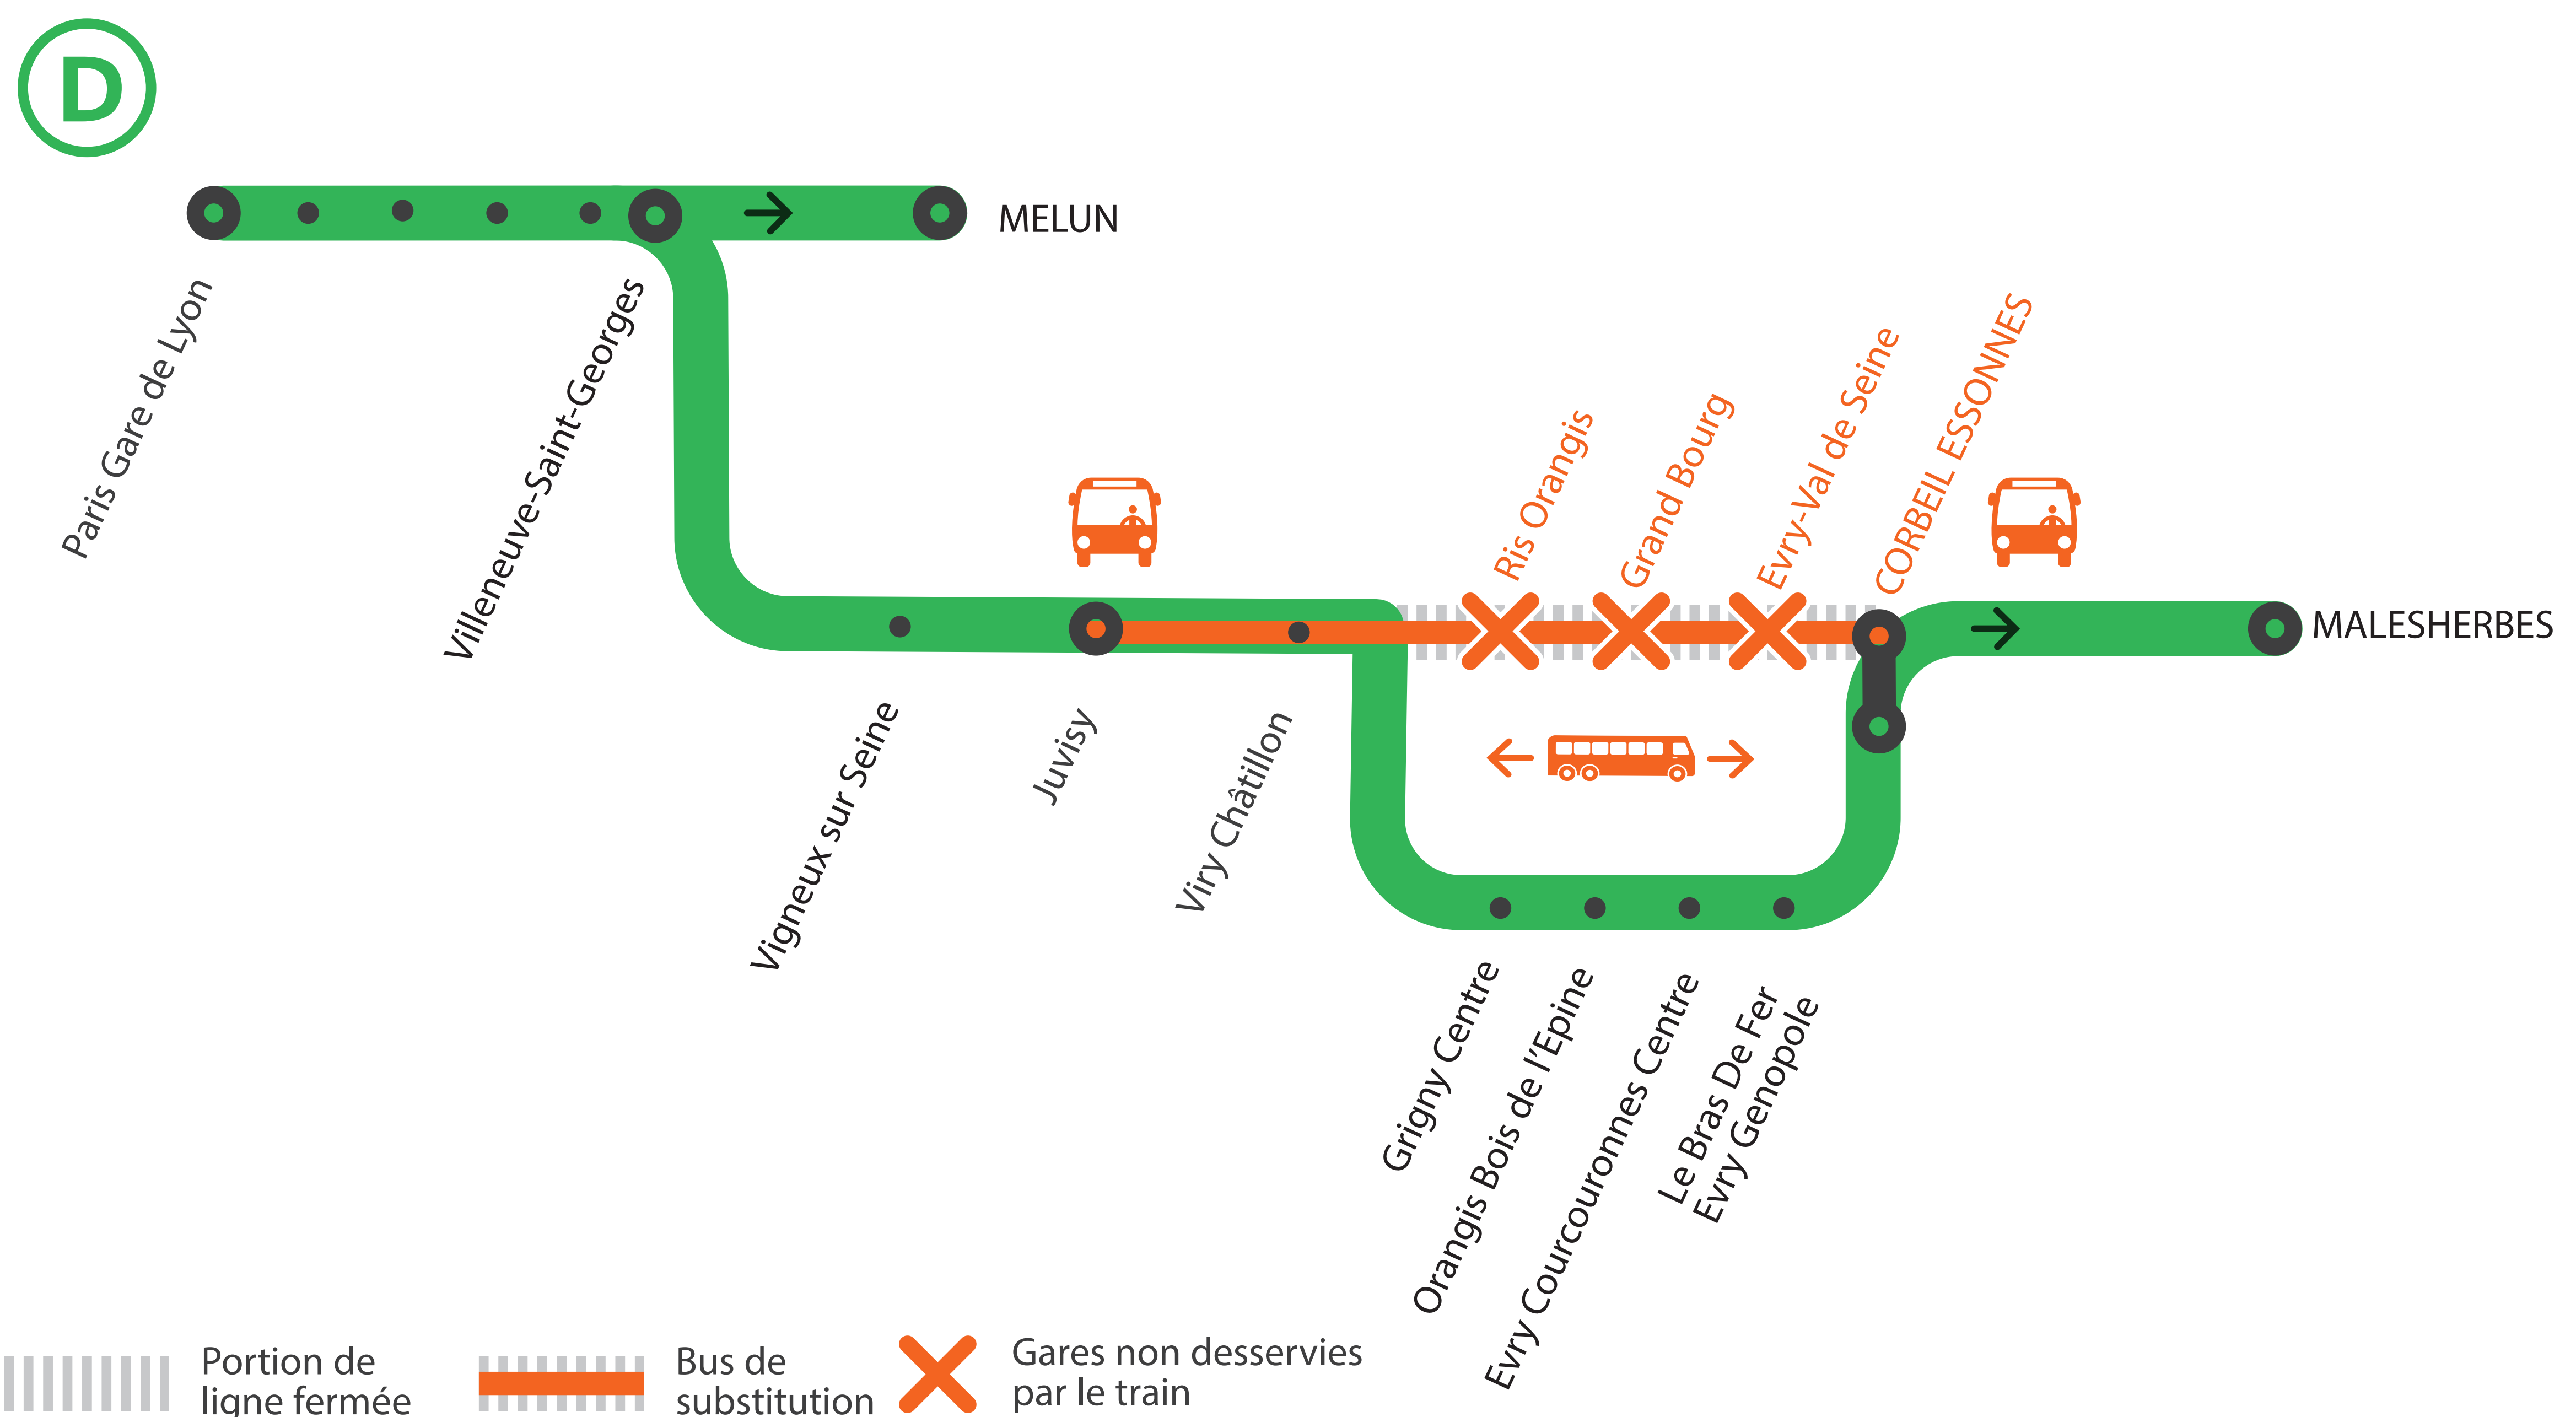 D
MELUN
Paris Gare de Lyon
Villeneuve-Saint-Georges
Ris Orangis
Grand Bourg
Evry-Val de Seine
CORBEIL ESSONNES
MALESHERBES
Vigneux sur Seine
Juvisy
Viry Châtillon
Grigny Centre
Orangis Bois de l'Epine
Evry Courcouronnes Centre
Le Bras De Fer
Evry Genopole
Portion de
ligne fermée
Bus de
substitution
Gares non desservies
par le train